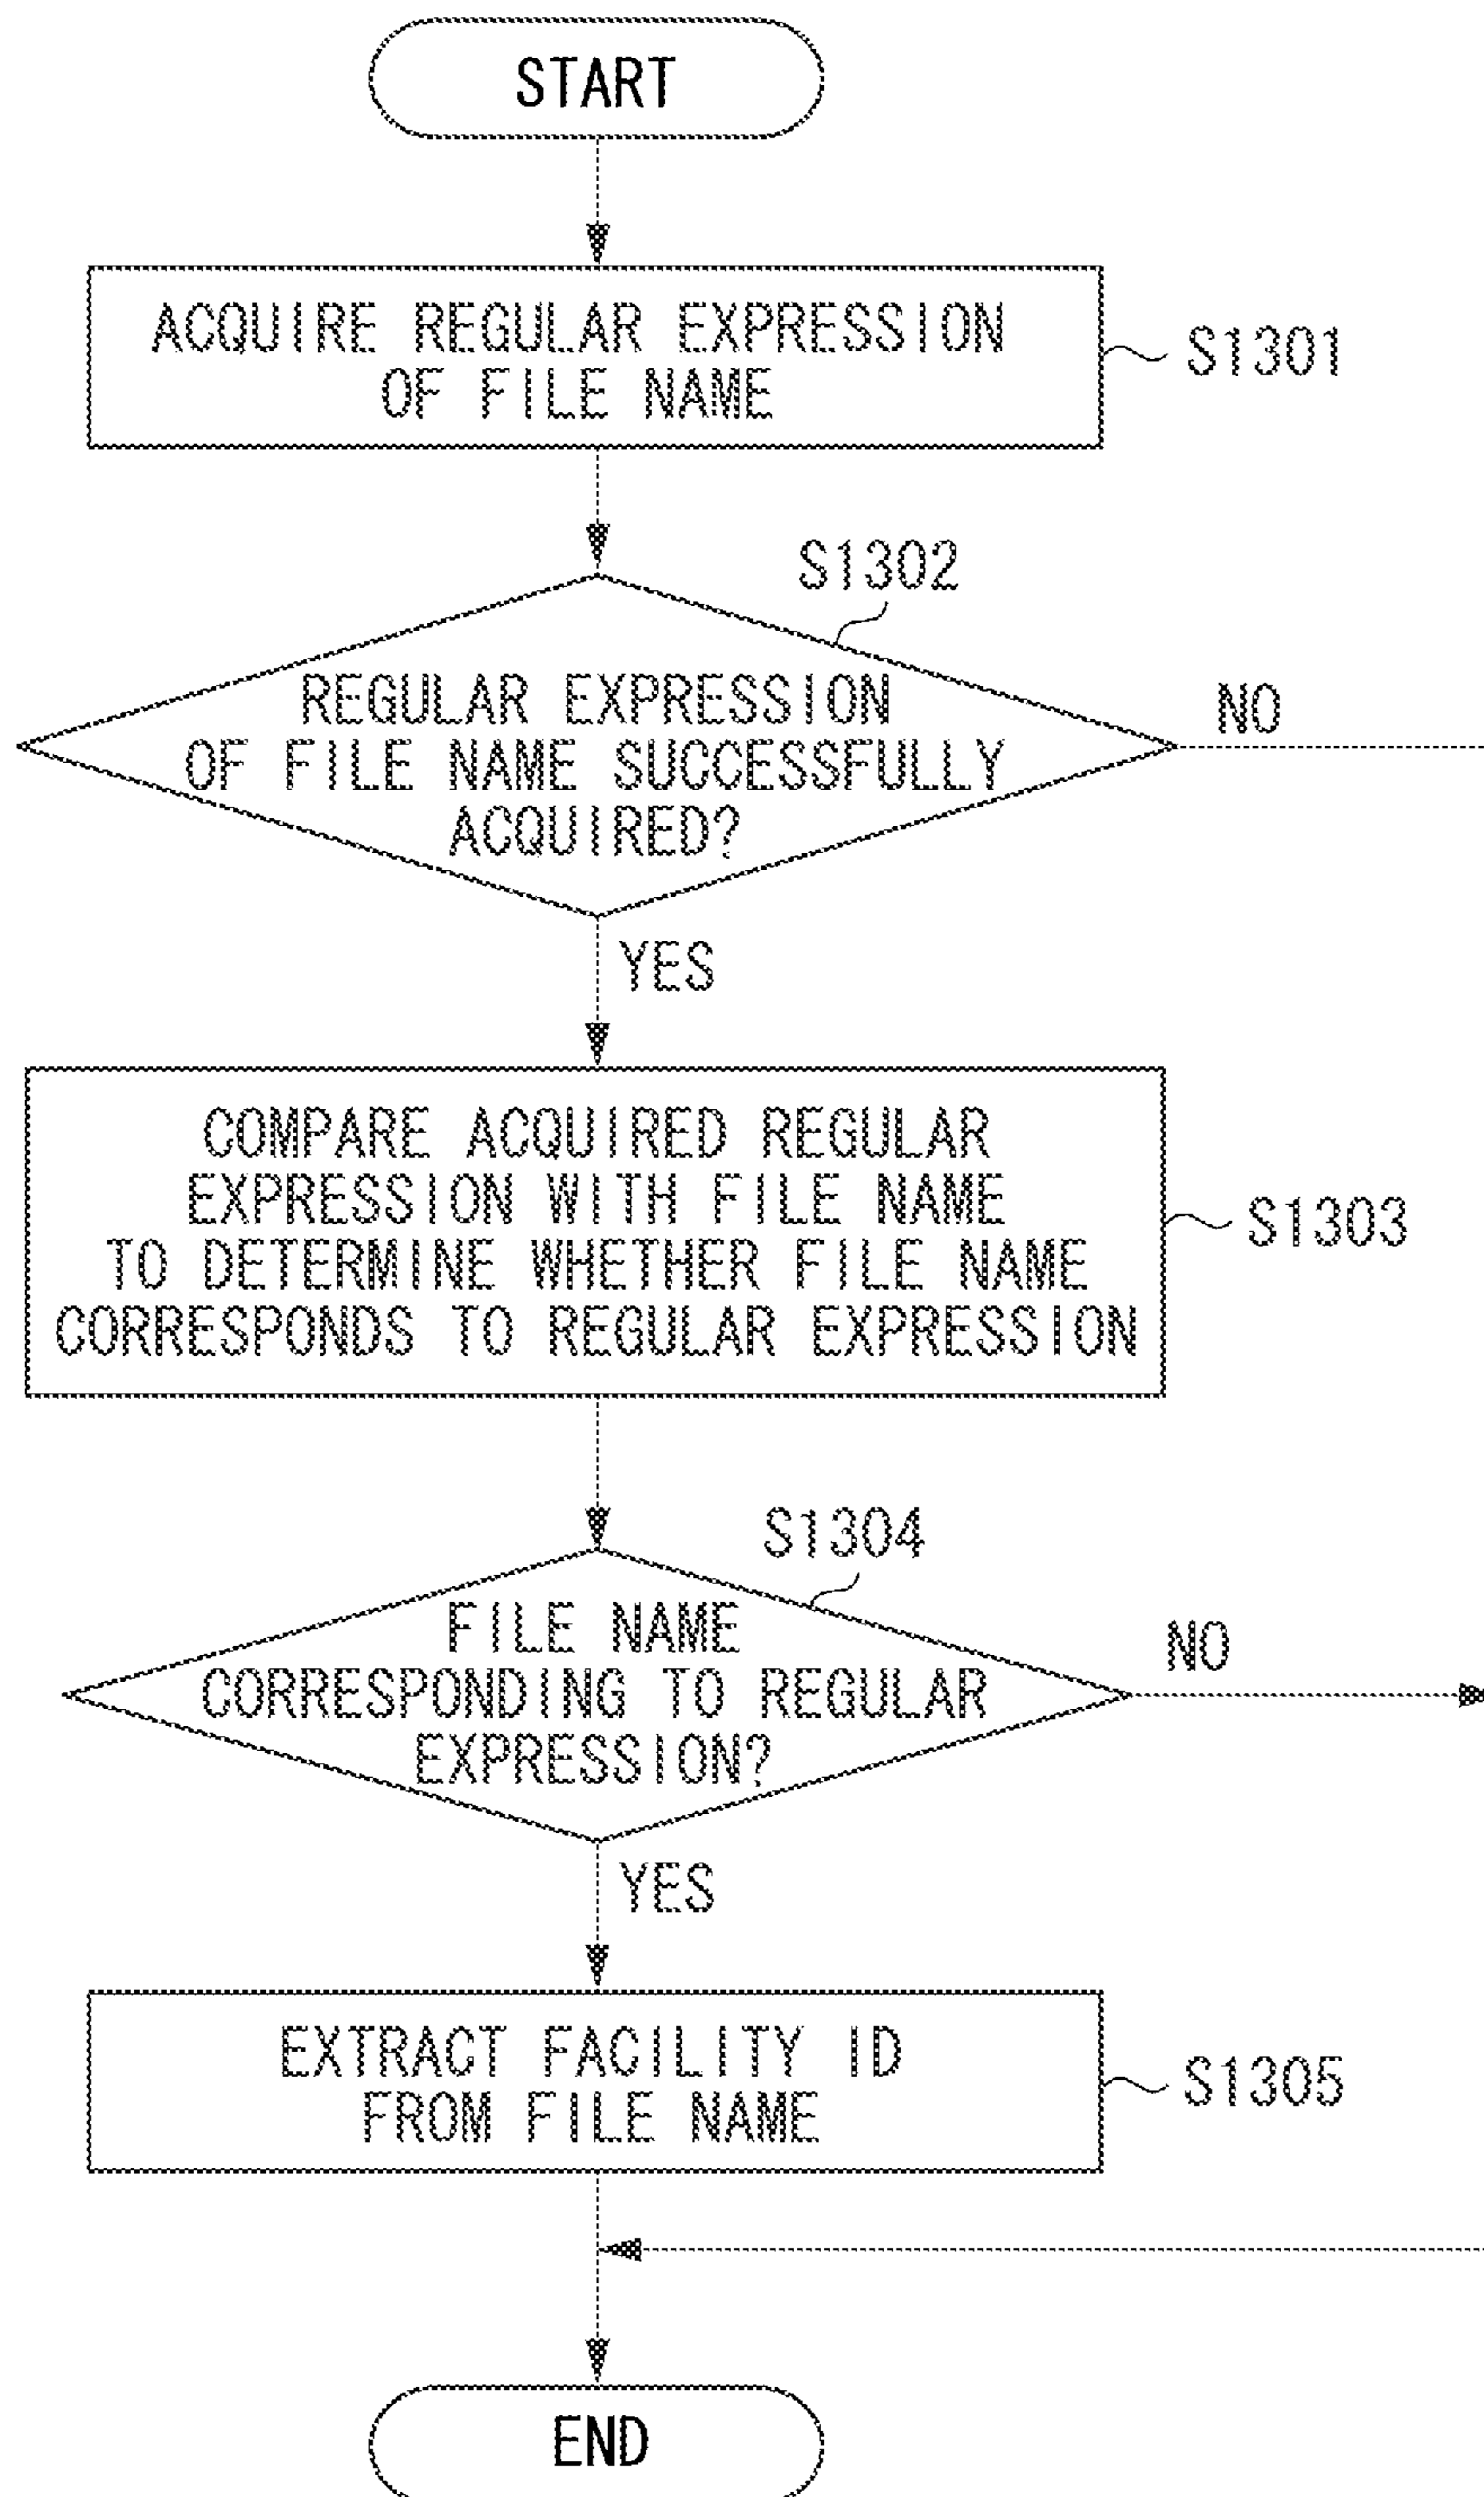 START
ACQUIRE REGULAR EXPRESSION
OF FILE NAME
S1301
S1302
REGULAR EXPRESSION
OF FILE NAME SUCCESSFULLY
ACQUIRED?
NO
YES
COMPARE ACQUIRED REGULAR
EXPRESSION WITH FILE NAME
TO DETERMINE WHETHER FILE NAME
CORRESPONDS TO REGULAR EXPRESSION
S1303
S1304
FILE NAME
CORRESPONDING TO REGULAR
EXPRESSION?
NO
YES
EXTRACT FACILITY ID
FROM FILE NAME
S1305
END